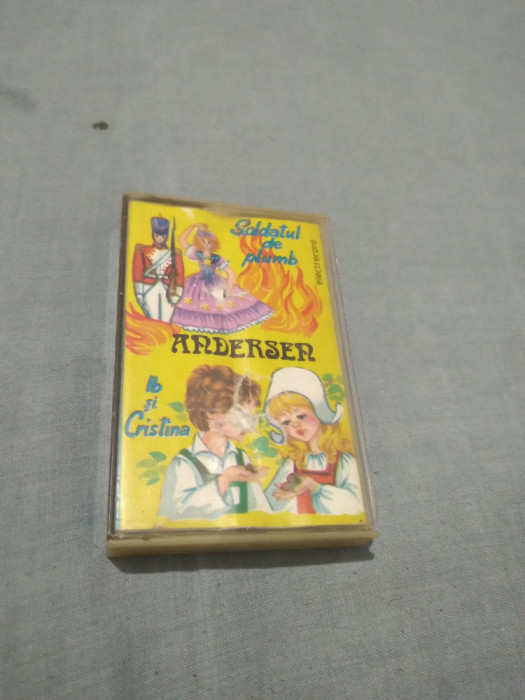 Soldatul
de
plumb
electrecord
ANDERSEN
Ib
și
Cristina